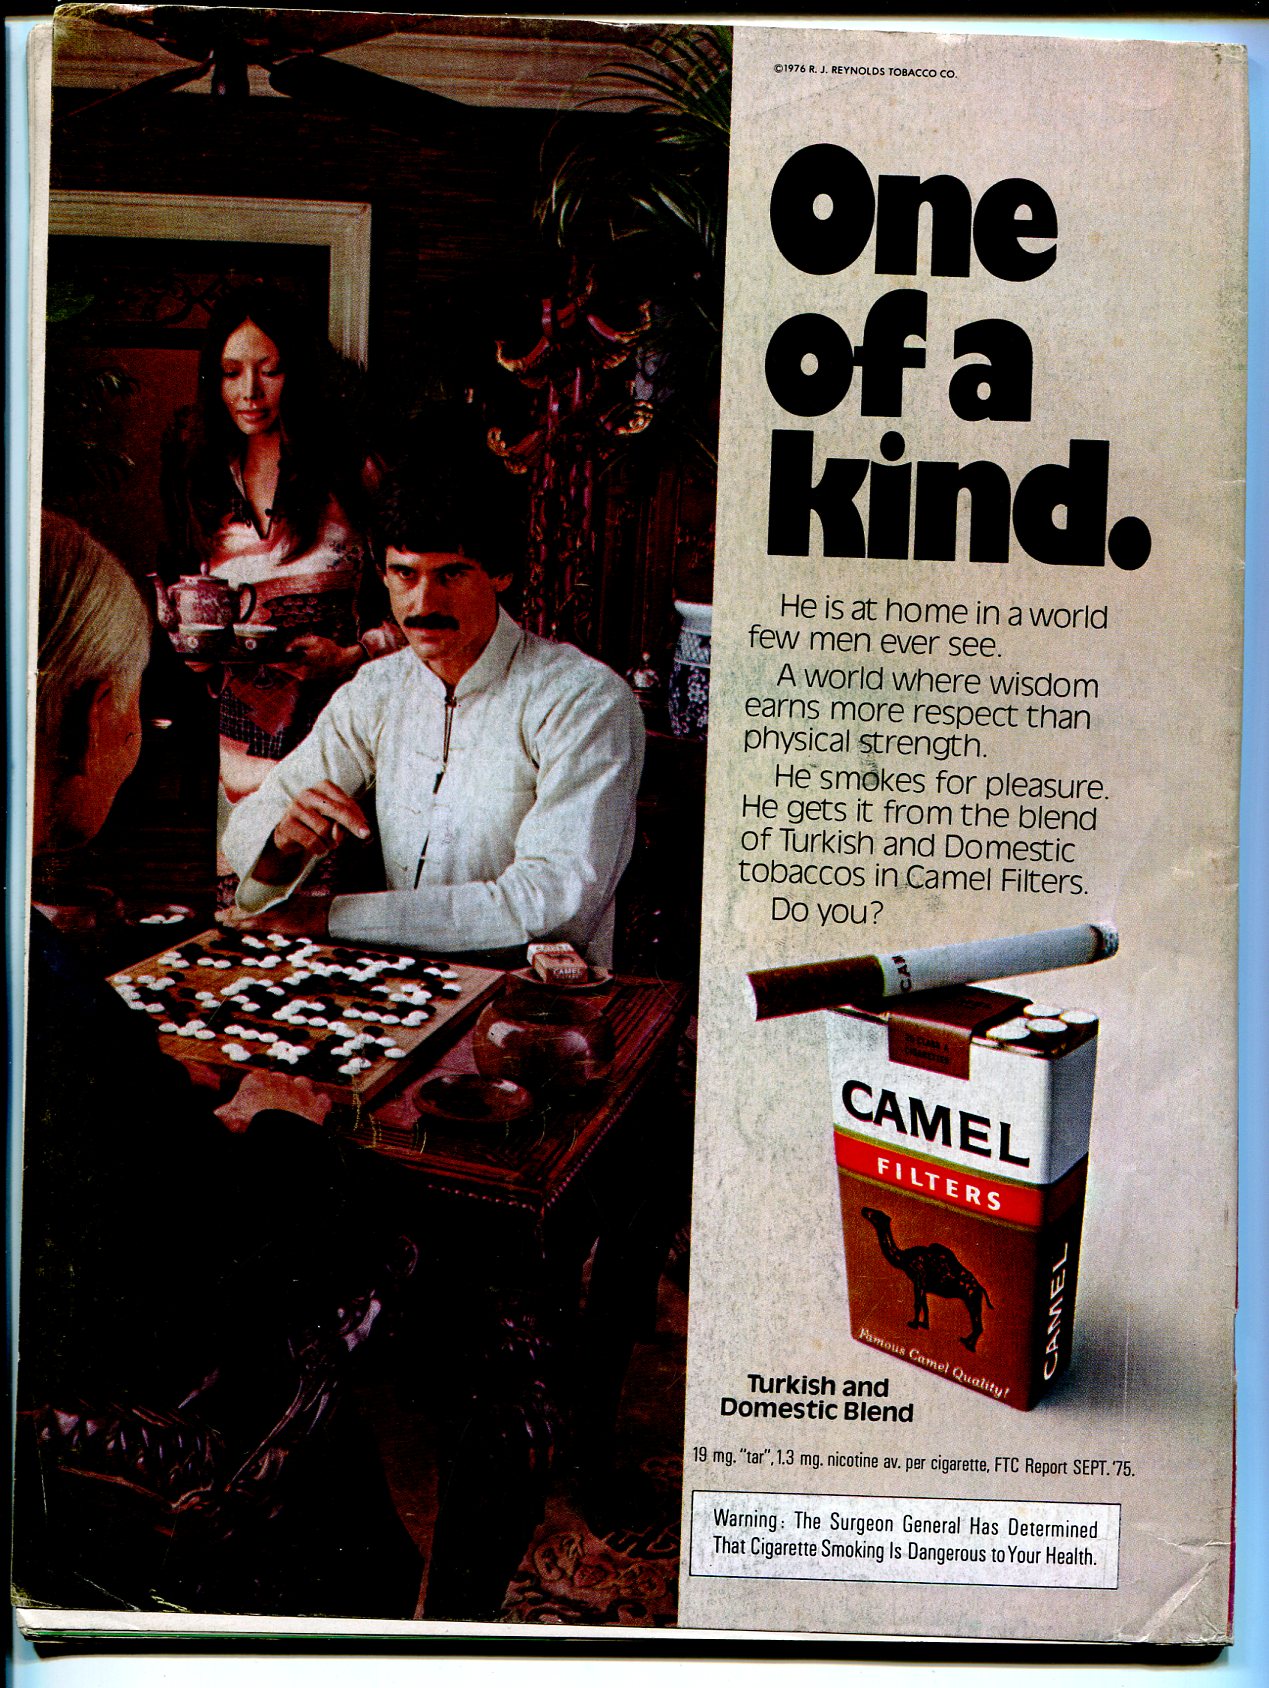 ©1976 R. J. REYNOLDS TOBACCO CO.
One
of a
kind.
He is at home in a world
few men ever see.
A world where wisdom
earns more respect than
physical strength.
He smokes for pleasure.
He gets it from the blend
of Turkish and Domestic
tobaccos in Camel Filters.
Do you?
CAMEL
CAM
CAMEL
FILTERS
CAMEL
Famous Camel Quality!
Turkish and
Domestic Blend
19 mg. "tar", 1.3 mg. nicotine av. per cigarette, FTC Report SEPT. '75.
Warning: The Surgeon General Has Determined
That Cigarette Smoking Is Dangerous to Your Health.